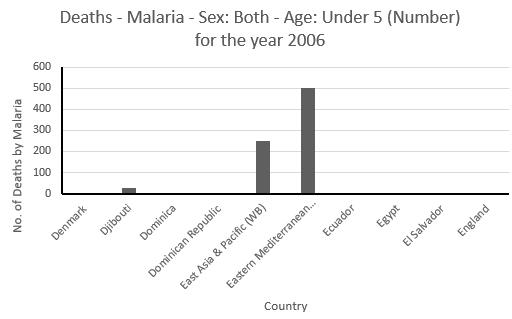 Deaths - Malaria - Sex: Both - Age: Under 5 (Number)
for the year 2006
600
500
400
300
200
100
0
No. of Deaths by Malaria
Denmark
Djibouti
Dominica
Dominican Republic
East Asia & Pacific (WB)
Eastern Mediterranean...
Ecuador
Egypt
El Salvador
England
Country